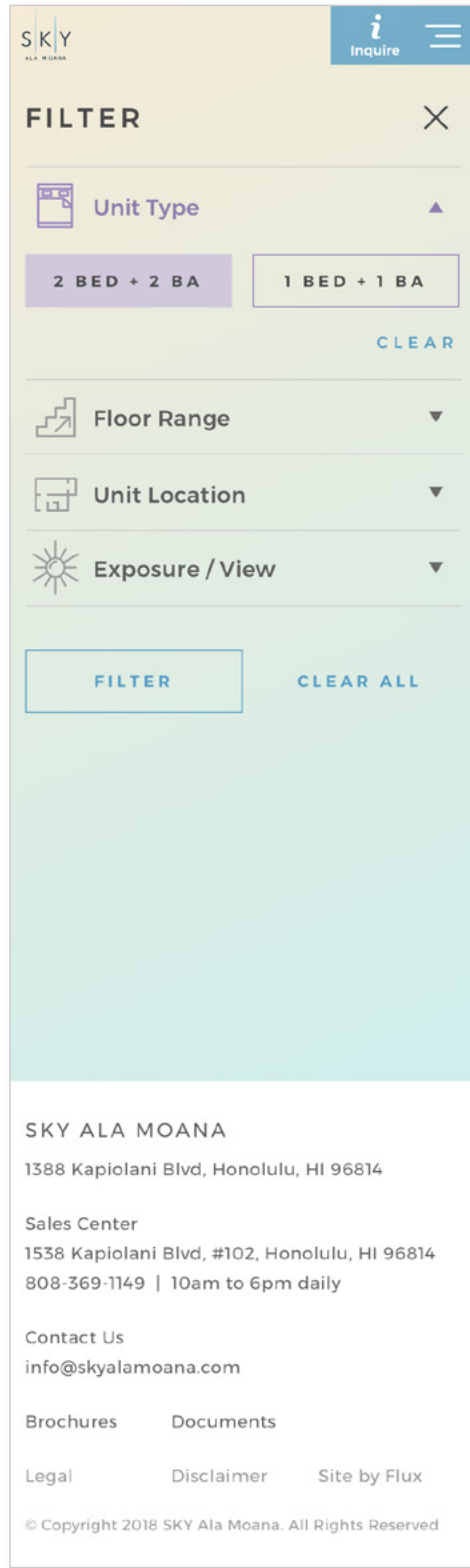 SKY
ALA MOANA
i
Inquire
FILTER
Unit Type
2 BED + 2 BA 1 BED + 1 BA
CLEAR
Floor Range
Unit Location
Exposure / View
FILTER CLEAR ALL
SKY ALA MOANA
1388 Kapiolani Blvd, Honolulu, HI 96814
Sales Center
1538 Kapiolani Blvd, #102, Honolulu, HI 96814
808-369-1149 | 10am to 6pm daily
Contact Us
info@skyalamoana.com
Brochures Documents
Legal Disclaimer Site by Flux
© Copyright 2018 SKY Ala Moana. All Rights Reserved